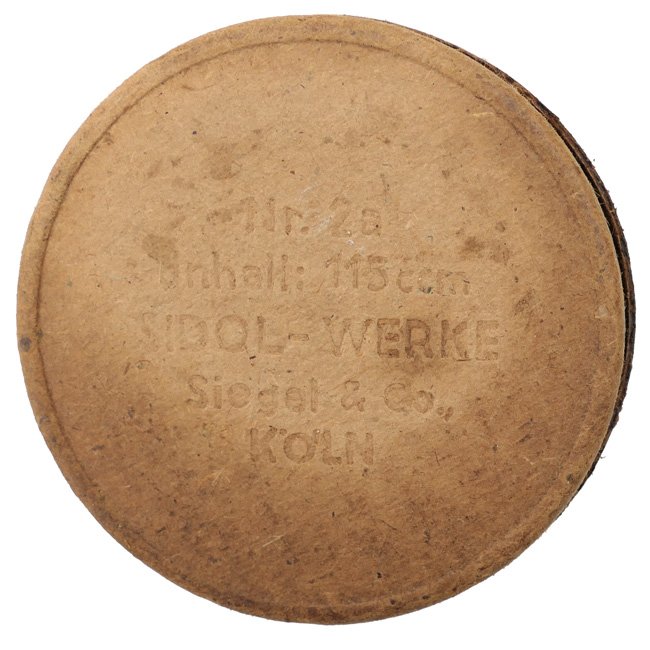 Nr. 2a
Inhalt: 115 ccm
SIDOL-WERKE
Siegel & Co.,
KÖLN